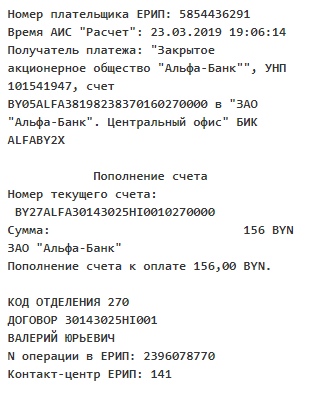 Номер плательщика ЕРИП: 5854436291
Время АИС "Расчет": 23.03.2019 19:06:14
Получатель платежа: "Закрытое
акционерное общество "Альфа-Банк"", УНП
101541947, счет
BY05ALFA38198238370160270000 в "ЗАО
"Альфа-Банк". Центральный офис" БИК
ALFABY2X
Пополнение счета
Номер текущего счета:
BY27ALFA30143025HI0010270000
Сумма: 156 BYN
ЗАО "Альфа-Банк"
Пополнение счета к оплате 156,00 BYN.
КОД ОТДЕЛЕНИЯ 270
ДОГОВОР 30143025HI001
ВАЛЕРИЙ ЮРЬЕВИЧ
N операции в ЕРИП: 2396078770
Контакт-центр ЕРИП: 141